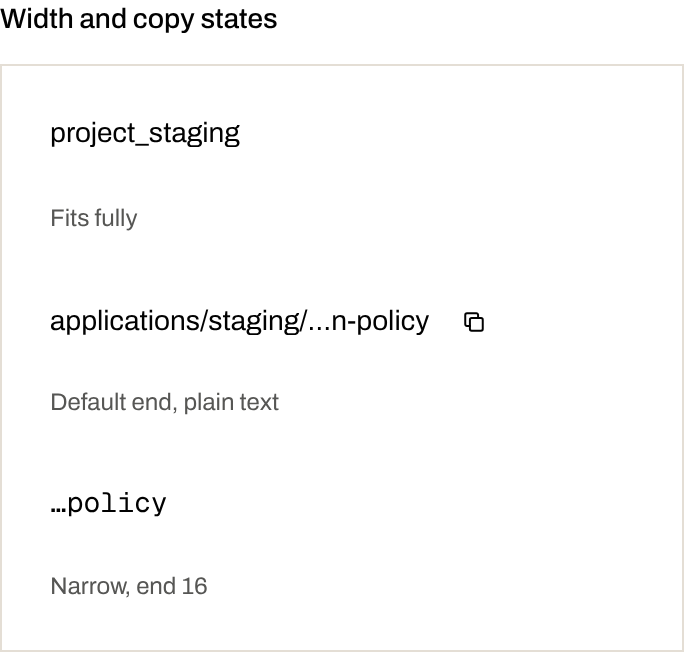 Width and copy states
project_staging
Fits fully
applications/staging/...n-policy
Default end, plain text
…policy
Narrow, end 16